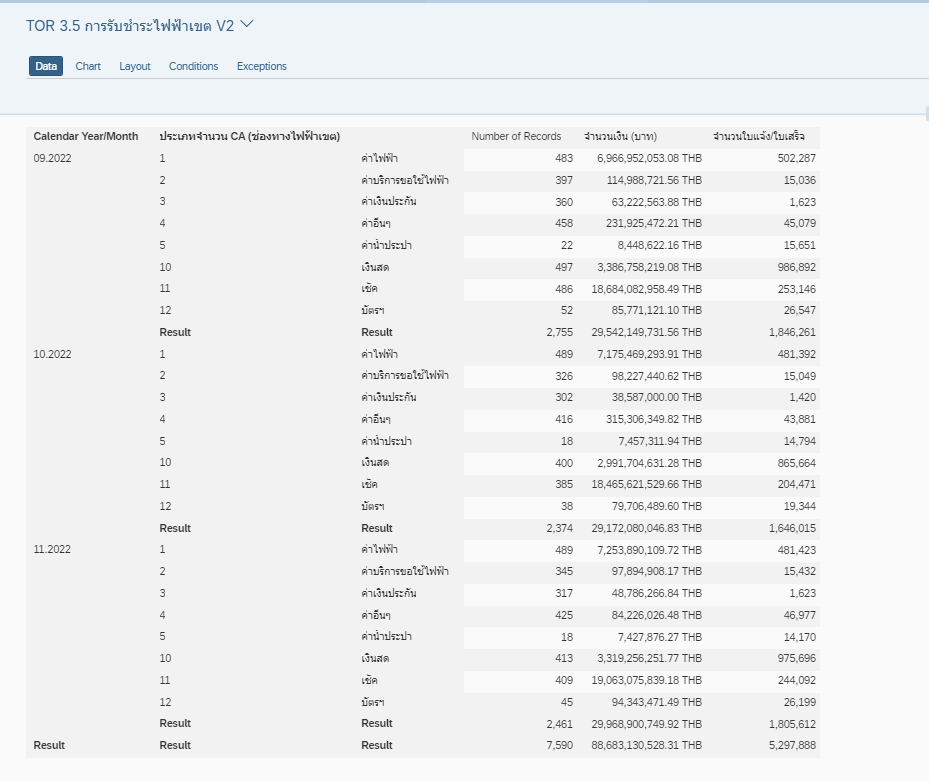 TOR 3.5 การรับชำระไฟฟ้าเขต V2
Data Chart Layout Conditions Exceptions
Calendar Year/Month ประเภทจำนวน CA (ช่องทางไฟฟ้าเขต) Number of Records จำนวนเงิน (บาท) จำนวนใบแจ้ง/ใบเสร็จ
09.2022 1 ค่าไฟฟ้า 483 6,966,952,053.08 THB 502,287
2 ค่าบริการขอใช้ไฟฟ้า 397 114,988,721.56 THB 15,036
3 ค่าเงินประกัน 360 63,222,563.88 THB 1,623
4 ค่าอื่นๆ 458 231,925,472.21 THB 45,079
5 ค่าน้ำประปา 22 8,448,622.16 THB 15,651
10 เงินสด 497 3,386,758,219.08 THB 986,892
11 เช็ค 486 18,684,082,958.49 THB 253,146
12 บัตรฯ 52 85,771,121.10 THB 26,547
Result Result 2,755 29,542,149,731.56 THB 1,846,261
10.2022 1 ค่าไฟฟ้า 489 7,175,469,293.91 THB 481,392
2 ค่าบริการขอใช้ไฟฟ้า 326 98,227,440.62 THB 15,049
3 ค่าเงินประกัน 302 38,587,000.00 THB 1,420
4 ค่าอื่นๆ 416 315,306,349.82 THB 43,881
5 ค่าน้ำประปา 18 7,457,311.94 THB 14,794
10 เงินสด 400 2,991,704,631.28 THB 865,664
11 เช็ค 385 18,465,621,529.66 THB 204,471
12 บัตรฯ 38 79,706,489.60 THB 19,344
Result Result 2,374 29,172,080,046.83 THB 1,646,015
11.2022 1 ค่าไฟฟ้า 489 7,253,890,109.72 THB 481,423
2 ค่าบริการขอใช้ไฟฟ้า 345 97,894,908.17 THB 15,432
3 ค่าเงินประกัน 317 48,786,266.84 THB 1,623
4 ค่าอื่นๆ 425 84,226,026.48 THB 46,977
5 ค่าน้ำประปา 18 7,427,876.27 THB 14,170
10 เงินสด 413 3,319,256,251.77 THB 975,696
11 เช็ค 409 19,063,075,839.18 THB 244,092
12 บัตรฯ 45 94,343,471.49 THB 26,199
Result Result 2,461 29,968,900,749.92 THB 1,805,612
Result Result Result 7,590 88,683,130,528.31 THB 5,297,888